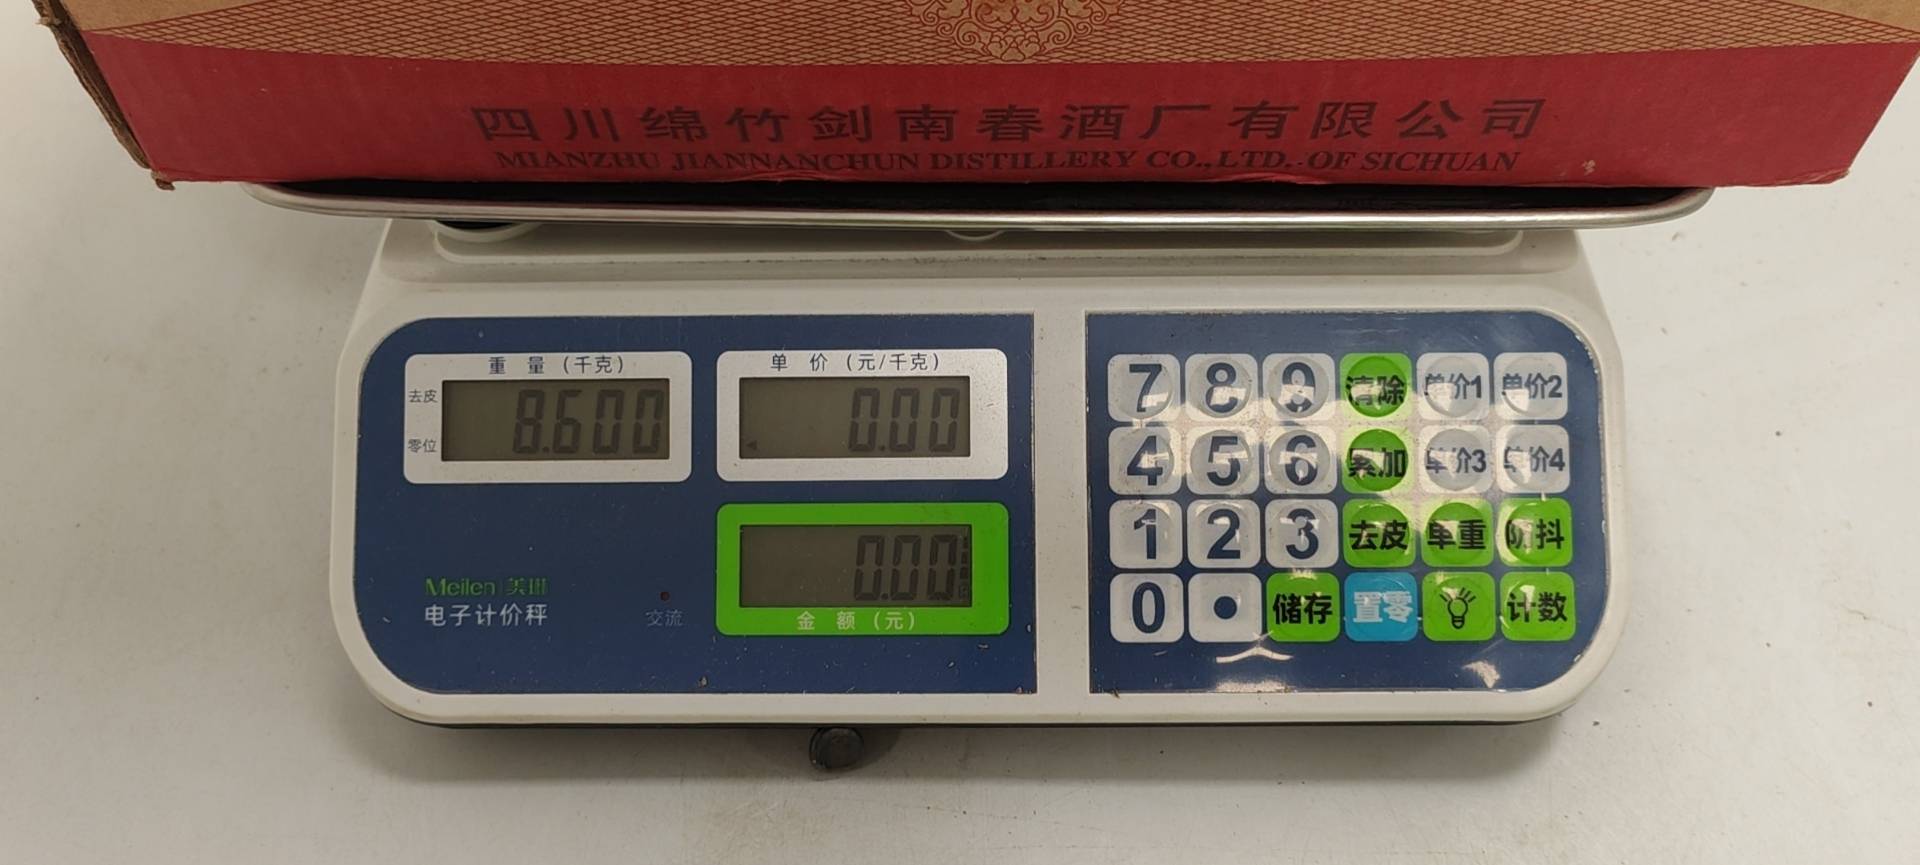 四川绵竹剑南春酒厂有限公司
MIANZHU JIANNANCHUN DISTILLERY CO.,LTD. OF SICHUAN
重量(千克)
去皮
零位
8.600
单价(元/千克)
0.00
0.00
金额(元)
Meilen 美琳
电子计价秤
交流
7 8 9 清除 单价1 单价2
4 5 6 累加 单价3 单价4
1 2 3 去皮 单重 防抖
0 • 储存 置零 计数